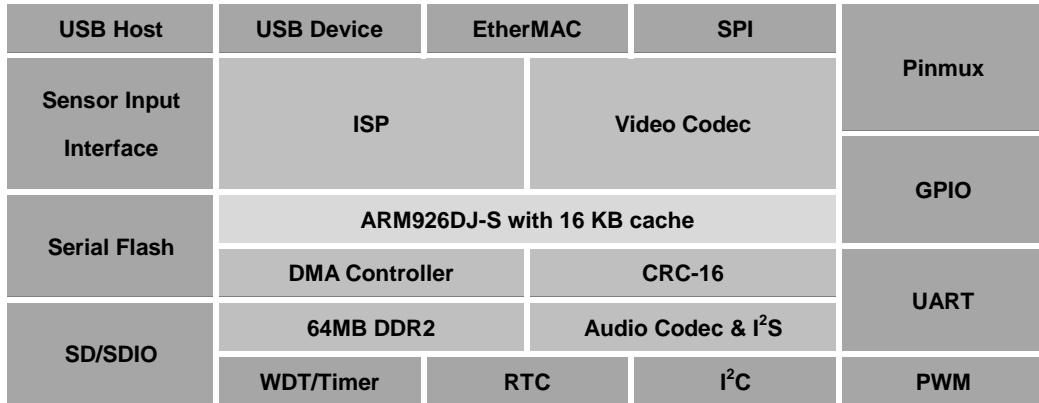 USB Host
USB Device
EtherMAC
SPI
Pinmux
Sensor Input
Interface
ISP
Video Codec
GPIO
Serial Flash
ARM926DJ-S with 16 KB cache
DMA Controller
CRC-16
UART
SD/SDIO
64MB DDR2
Audio Codec & I²S
WDT/Timer
RTC
I²C
PWM